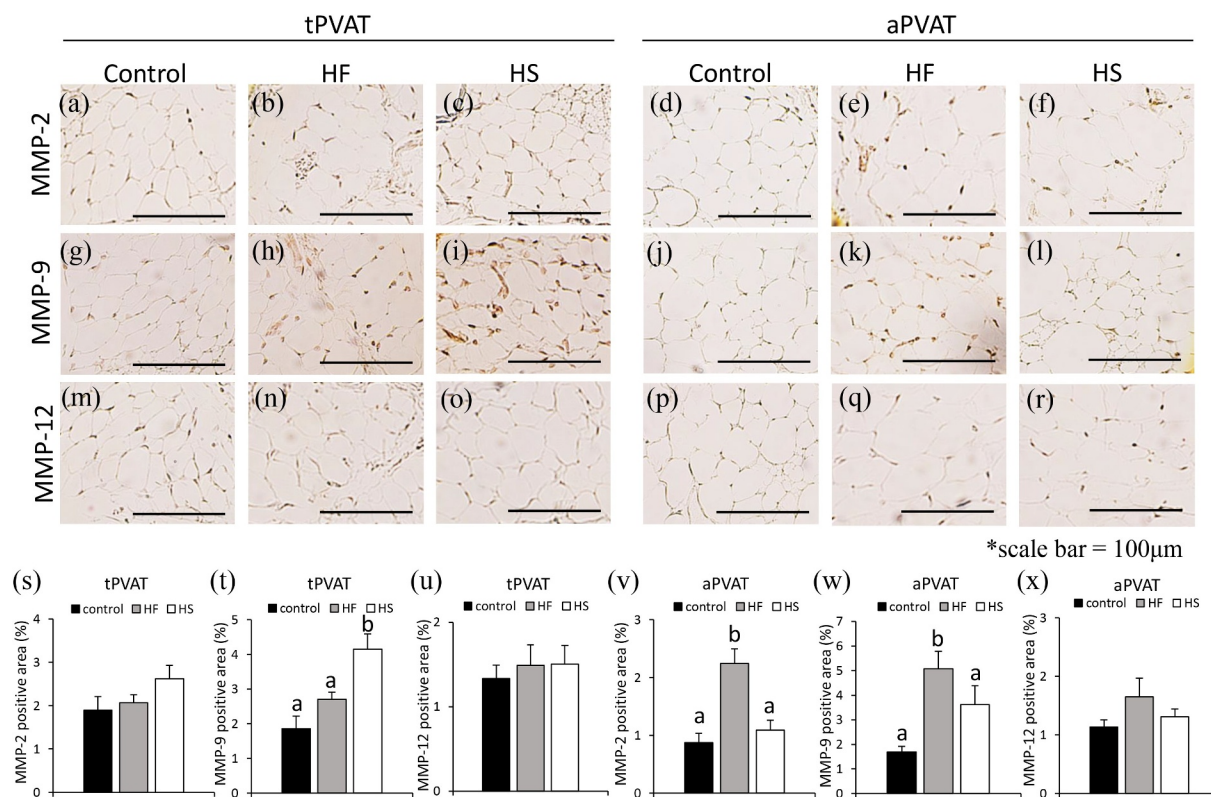 tPVAT aPVAT
Control HF HS Control HF HS
MMP-2 (a) (b) (c) (d) (e) (f)
MMP-9 (g) (h) (i) (j) (k) (l)
MMP-12 (m) (n) (o) (p) (q) (r)
*scale bar = 100μm
(s) tPVAT
control HF HS
MMP-2 positive area (%)
4
3
2
1
0
(t) tPVAT
control HF HS
MMP-9 positive area (%)
5
4
3
2
1
0
a a b
(u) tPVAT
control HF HS
MMP-12 positive area (%)
2
1
0
(v) aPVAT
control HF HS
MMP-2 positive area (%)
3
2
1
0
a b a
(w) aPVAT
control HF HS
MMP-9 positive area (%)
7
6
5
4
3
2
1
0
a b a
(x) aPVAT
control HF HS
MMP-12 positive area (%)
3
2
1
0